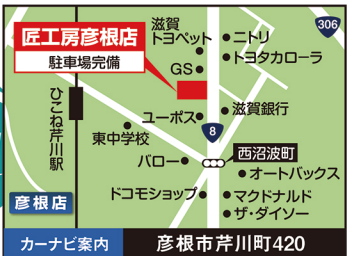 306
滋賀
トヨペット
ニトリ
匠工房彦根店
駐車場完備
トヨタカローラ
GS
ひこね芹川駅
ユーポス
滋賀銀行
8
東中学校
西沼波町
バロー
オートバックス
彦根店
ドコモショップ
マクドナルド
ザ・ダイソー
カーナビ案内
彦根市芹川町420